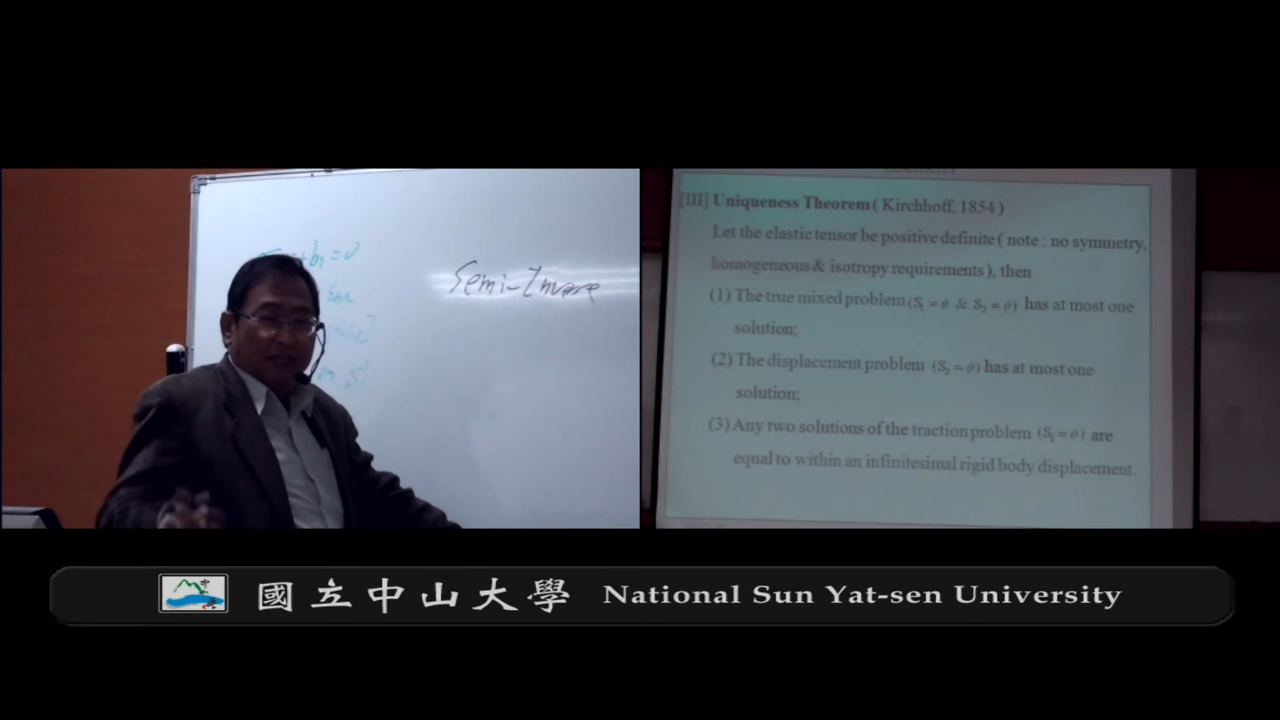 b₁ = 0
Semi-Inverse
[III] Uniqueness Theorem ( Kirchhoff, 1854 )
Let the elastic tensor be positive definite ( note : no symmetry,
homogeneous & isotropy requirements ), then
(1) The true mixed problem (S₁ = φ & S₂ = φ) has at most one
solution;
(2) The displacement problem (S₂ = φ) has at most one
solution;
(3) Any two solutions of the traction problem (S₁ = φ) are
equal to within an infinitesimal rigid body displacement.
國立中山大學 National Sun Yat-sen University